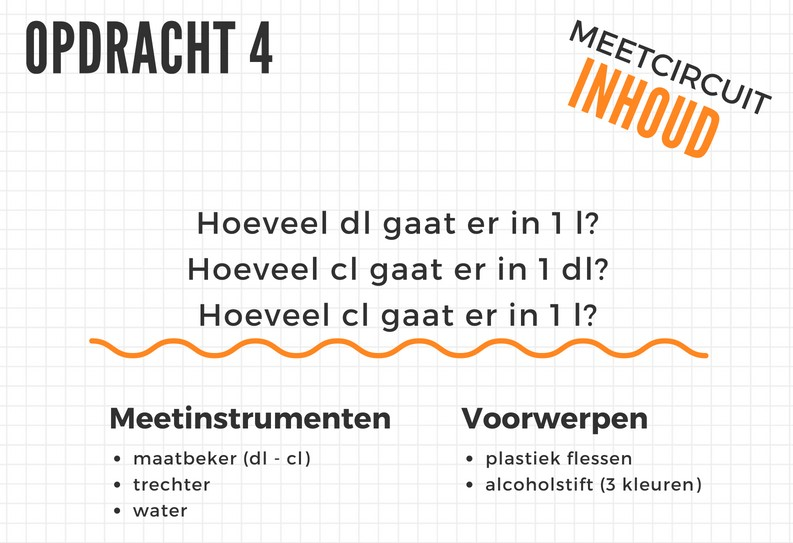 OPDRACHT 4
MEETCIRCUIT
INHOUD
Hoeveel dl gaat er in 1 l?
Hoeveel cl gaat er in 1 dl?
Hoeveel cl gaat er in 1 l?
Meetinstrumenten
• maatbeker (dl - cl)
• trechter
• water
Voorwerpen
• plastiek flessen
• alcoholstift (3 kleuren)